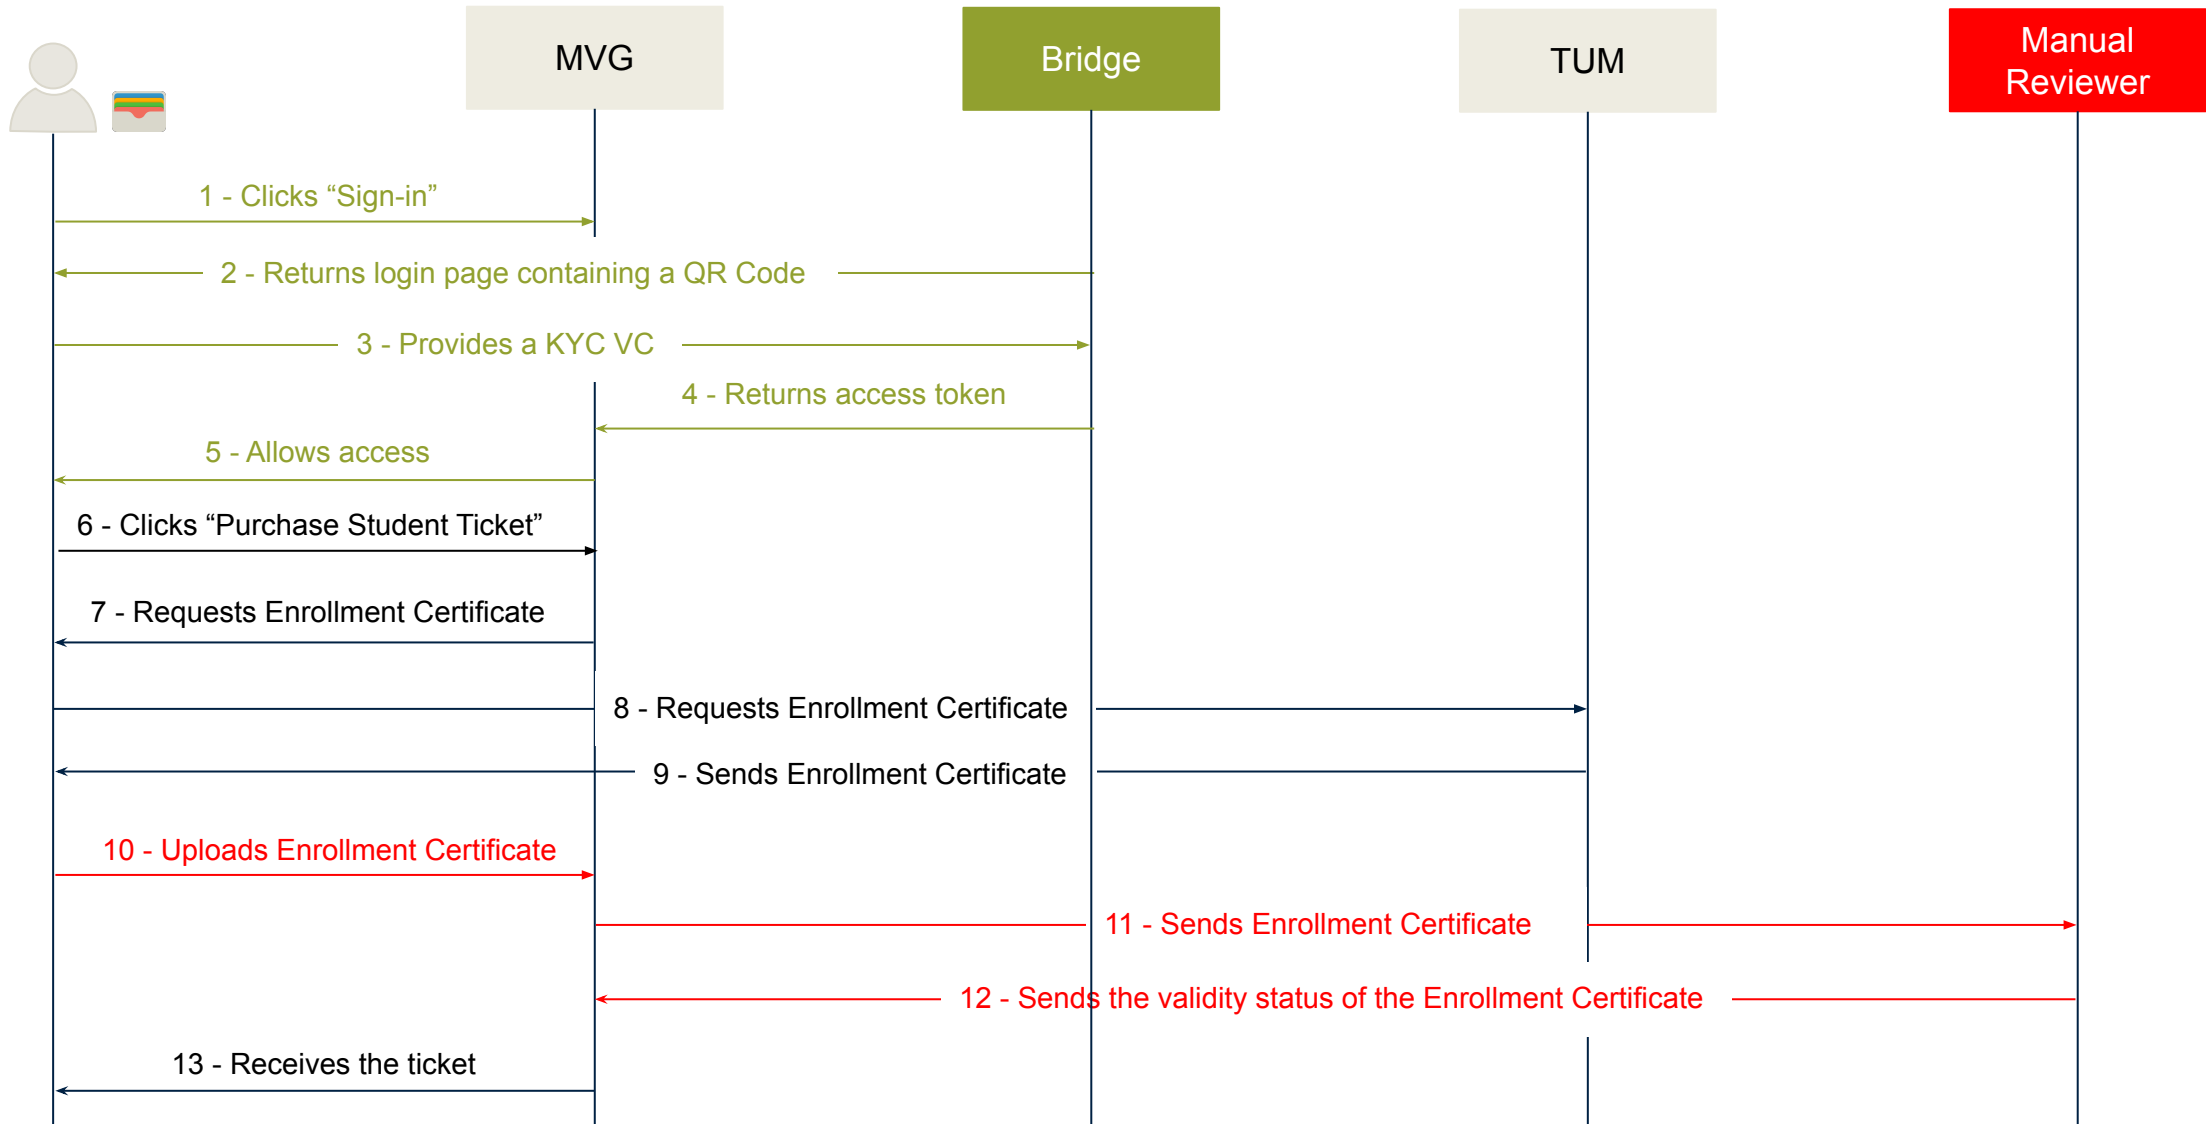 MVG
Bridge
TUM
Manual
Reviewer
1 - Clicks “Sign-in”
2 - Returns login page containing a QR Code
3 - Provides a KYC VC
4 - Returns access token
5 - Allows access
6 - Clicks “Purchase Student Ticket”
7 - Requests Enrollment Certificate
8 - Requests Enrollment Certificate
9 - Sends Enrollment Certificate
10 - Uploads Enrollment Certificate
11 - Sends Enrollment Certificate
12 - Sends the validity status of the Enrollment Certificate
13 - Receives the ticket